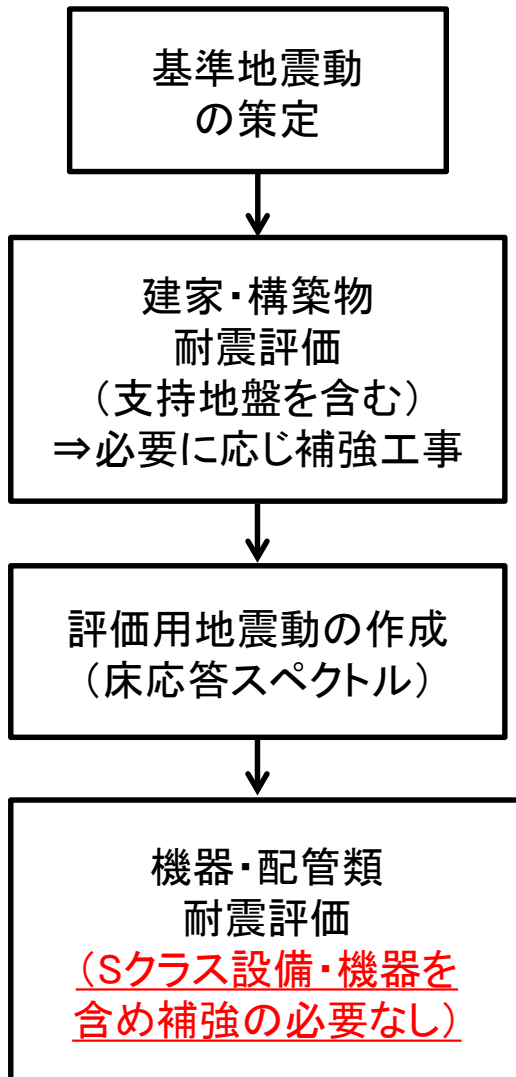 基準地震動
の策定
建家・構築物
耐震評価
（支持地盤を含む）
⇒必要に応じ補強工事
評価用地震動の作成
（床応答スペクトル）
機器・配管類
耐震評価
（Sクラス設備・機器を
含め補強の必要なし）